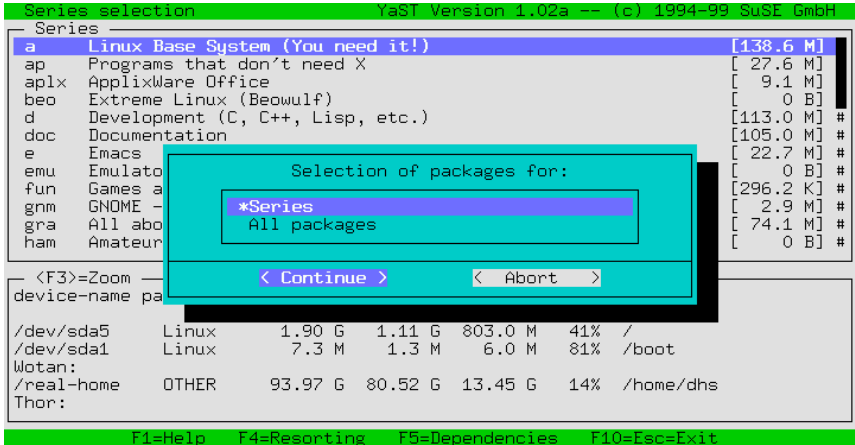 Series selection YaST Version 1.02a -- (c) 1994-99 SuSE GmbH
Series
a Linux Base System (You need it!) [138.6 M]
ap Programs that don't need X [ 27.6 M]
aplx ApplixWare Office [ 9.1 M]
beo Extreme Linux (Beowulf) [ 0 B]
d Development (C, C++, Lisp, etc.) [113.0 M] #
doc Documentation [105.0 M] #
e Emacs [ 22.7 M] #
emu Emulato [ 0 B] #
fun Games a [296.2 K] #
gnm GNOME - [ 2.9 M] #
gra All abo [ 74.1 M] #
ham Amateur [ 0 B] #
Selection of packages for:
*Series
All packages
< Continue > < Abort >
<F3>=Zoom
device-name pa
/dev/sda5 Linux 1.90 G 1.11 G 803.0 M 41% /
/dev/sda1 Linux 7.3 M 1.3 M 6.0 M 81% /boot
Wotan:
/real-home OTHER 93.97 G 80.52 G 13.45 G 14% /home/dhs
Thor:
F1=Help F4=Resorting F5=Dependencies F10=Esc=Exit